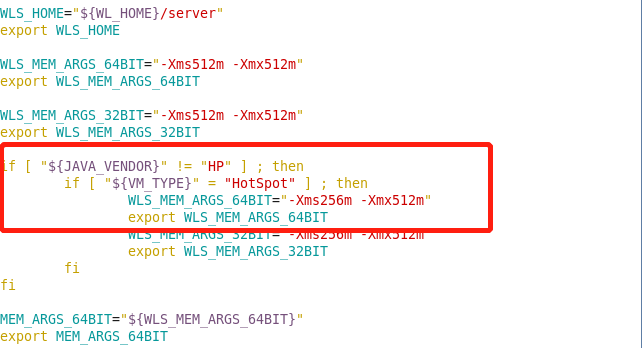 WLS_HOME="${WL_HOME}/server"
export WLS_HOME
WLS_MEM_ARGS_64BIT="-Xms512m -Xmx512m"
export WLS_MEM_ARGS_64BIT
WLS_MEM_ARGS_32BIT="-Xms512m -Xmx512m"
export WLS_MEM_ARGS_32BIT
if [ "${JAVA_VENDOR}" != "HP" ] ; then
if [ "${VM_TYPE}" = "HotSpot" ] ; then
WLS_MEM_ARGS_64BIT="-Xms256m -Xmx512m"
export WLS_MEM_ARGS_64BIT
WLS_MEM_ARGS_32BIT="-Xms256m -Xmx512m"
export WLS_MEM_ARGS_32BIT
fi
fi
MEM_ARGS_64BIT="${WLS_MEM_ARGS_64BIT}"
export MEM_ARGS_64BIT